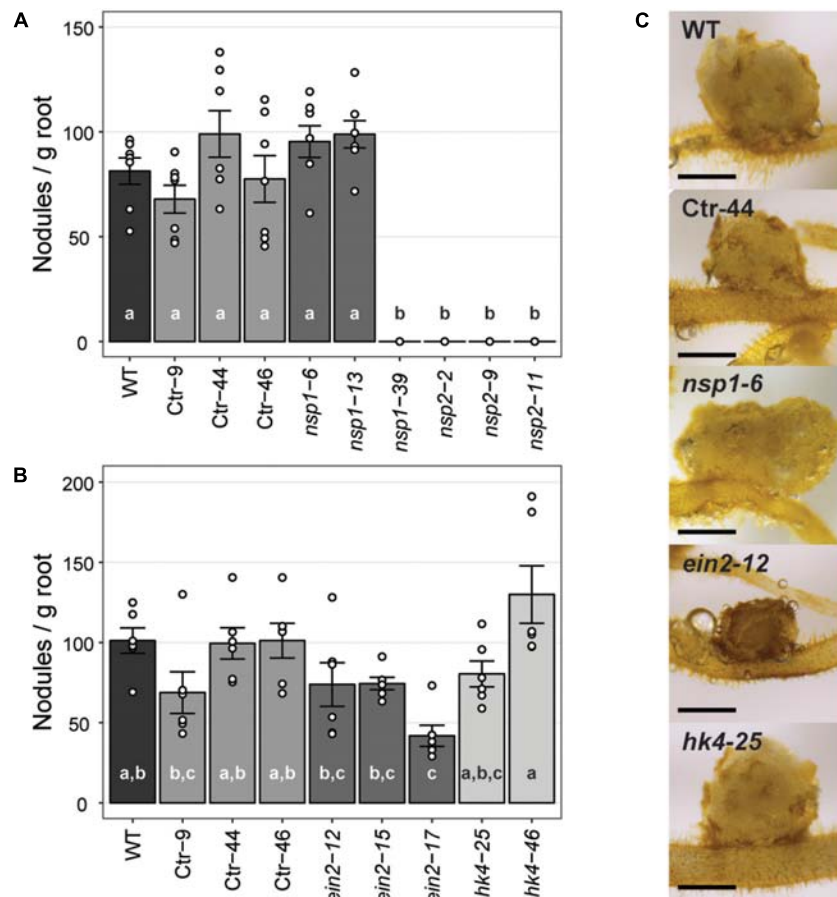 A
Nodules / g root
150
100
50
0
a a a a a a b b b b
WT Ctr–9 Ctr–44 Ctr–46 nsp1–6 nsp1–13 nsp1–39 nsp2–2 nsp2–9 nsp2–11
B
Nodules / g root
200
150
100
50
0
a,b b,c a,b a,b b,c b,c c a,b,c a
WT Ctr–9 Ctr–44 Ctr–46 ein2–12 ein2–15 ein2–17 hk4–25 hk4–46
C
WT
Ctr-44
nsp1-6
ein2-12
hk4-25